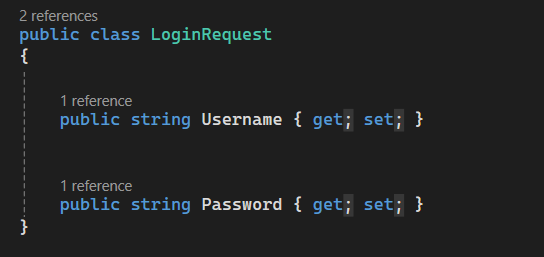 2 references
public class LoginRequest
{
1 reference
public string Username { get; set; }
1 reference
public string Password { get; set; }
}